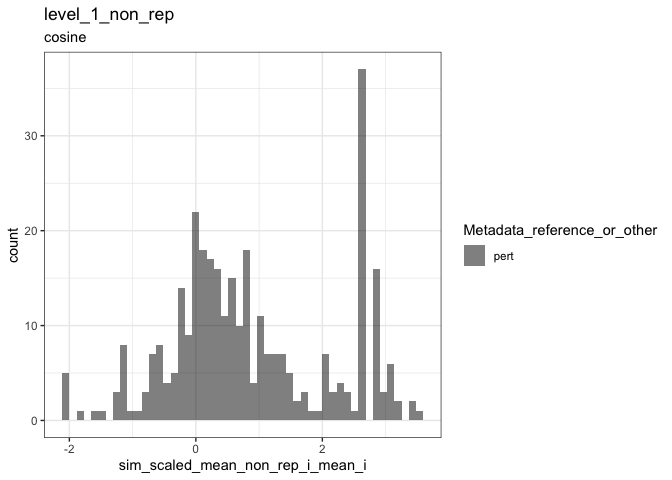 level_1_non_rep
cosine
30
20
10
0
count
-2
0
2
sim_scaled_mean_non_rep_i_mean_i
Metadata_reference_or_other
pert